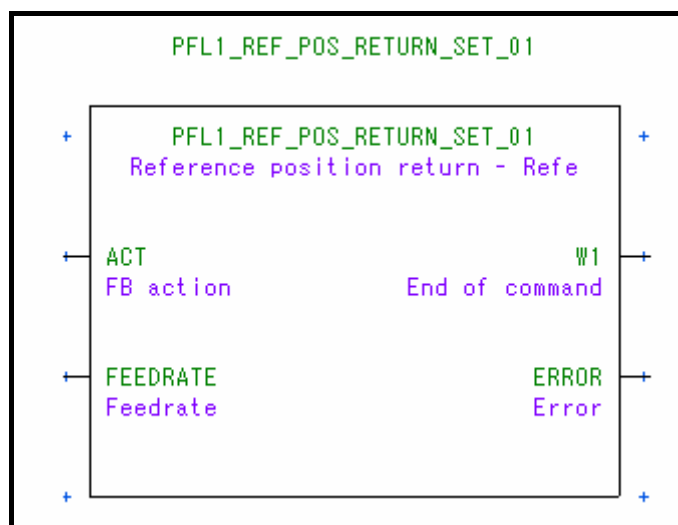 PFL1_REF_POS_RETURN_SET_01
PFL1_REF_POS_RETURN_SET_01
Reference position return - Refe
ACT W1
FB action End of command
FEEDRATE ERROR
Feedrate Error